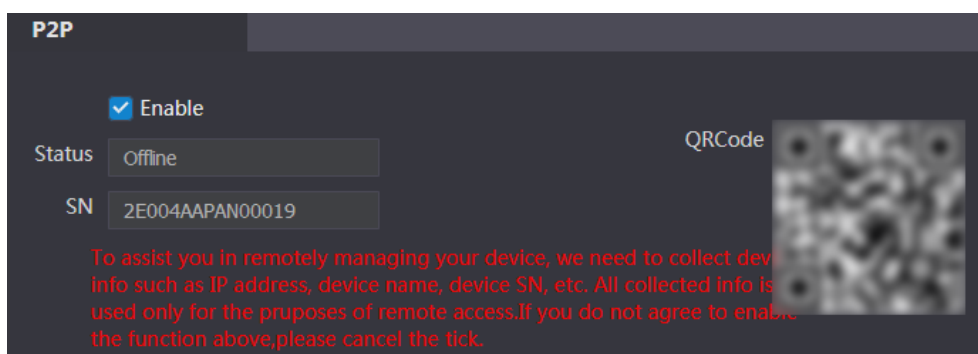 P2P
Enable
Status Offline
QRCode
SN 2E004AAPAN00019
To assist you in remotely managing your device, we need to collect
info such as IP address, device name, device SN, etc. All collected info is
used only for the pruposes of remote access.If you do not agree to enable
the function above,please cancel the tick.